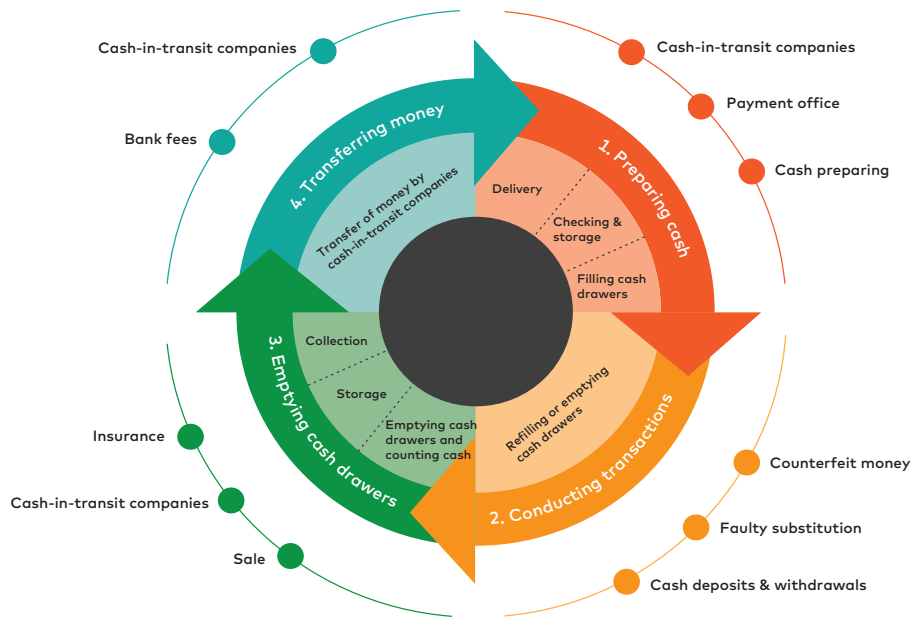 Cash-in-transit companies
Bank fees
4. Transferring money
Transfer of money by
cash-in-transit companies
Cash-in-transit companies
Payment office
Cash preparing
1. Preparing cash
Delivery
Checking &
storage
Filling cash
drawers
2. Conducting transactions
Refilling or emptying
cash drawers
Counterfeit money
Faulty substitution
Cash deposits & withdrawals
3. Emptying cash drawers
Collection
Storage
Emptying cash
drawers and
counting cash
Insurance
Cash-in-transit companies
Sale